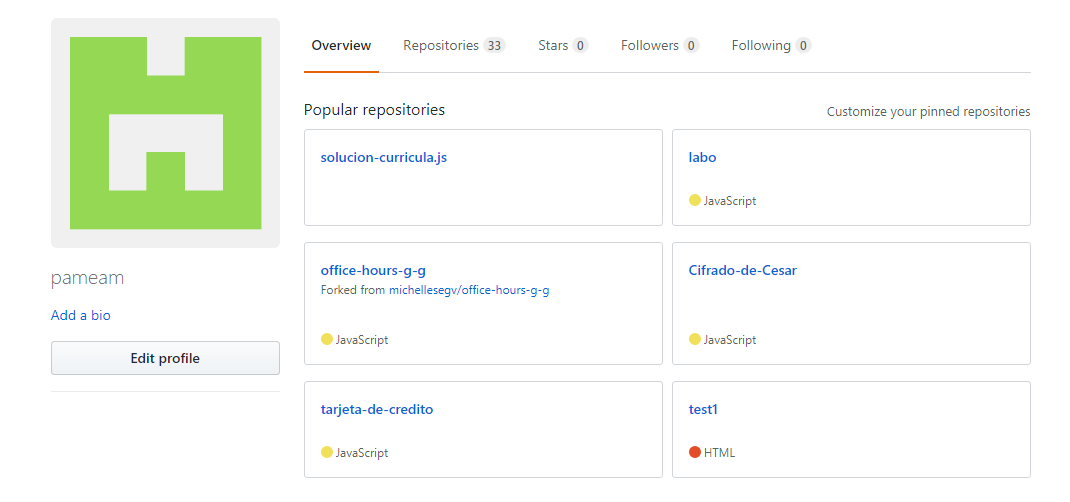 Overview Repositories 33 Stars 0 Followers 0 Following 0
Popular repositories Customize your pinned repositories
solucion-curricula.js
labo
JavaScript
office-hours-g-g
Forked from michellesegv/office-hours-g-g
JavaScript
Cifrado-de-Cesar
JavaScript
tarjeta-de-credito
JavaScript
test1
HTML
pameam
Add a bio
Edit profile